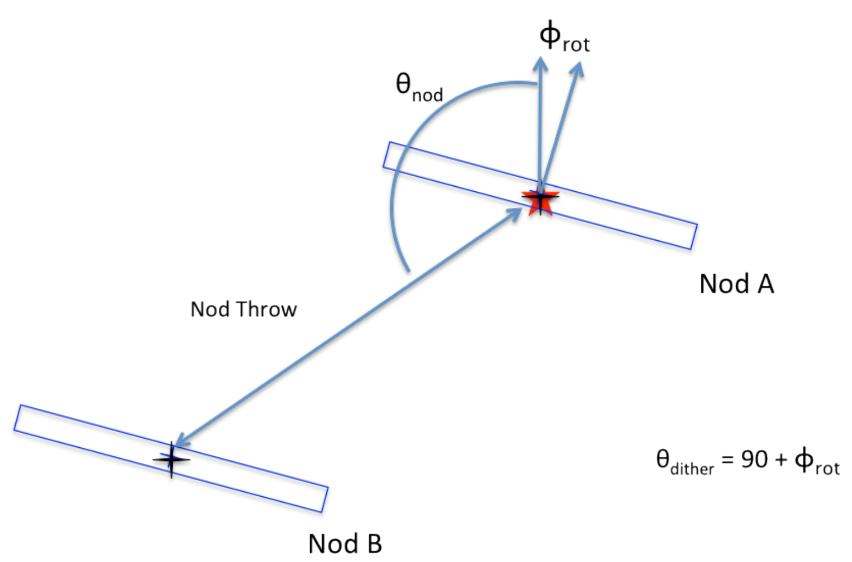 ϕrot
θnod
Nod A
Nod Throw
θdither = 90 + ϕrot
Nod B